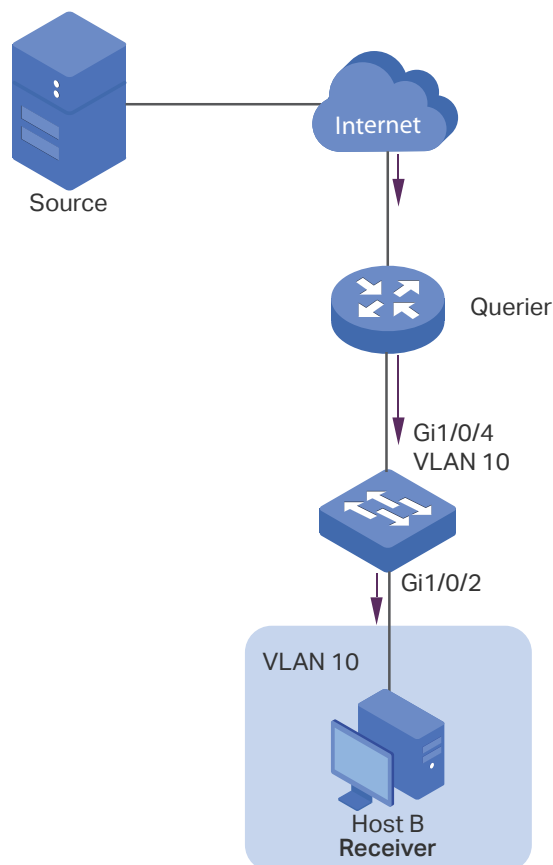 Internet
Source
Querier
Gi1/0/4
VLAN 10
Gi1/0/2
VLAN 10
Host B
Receiver